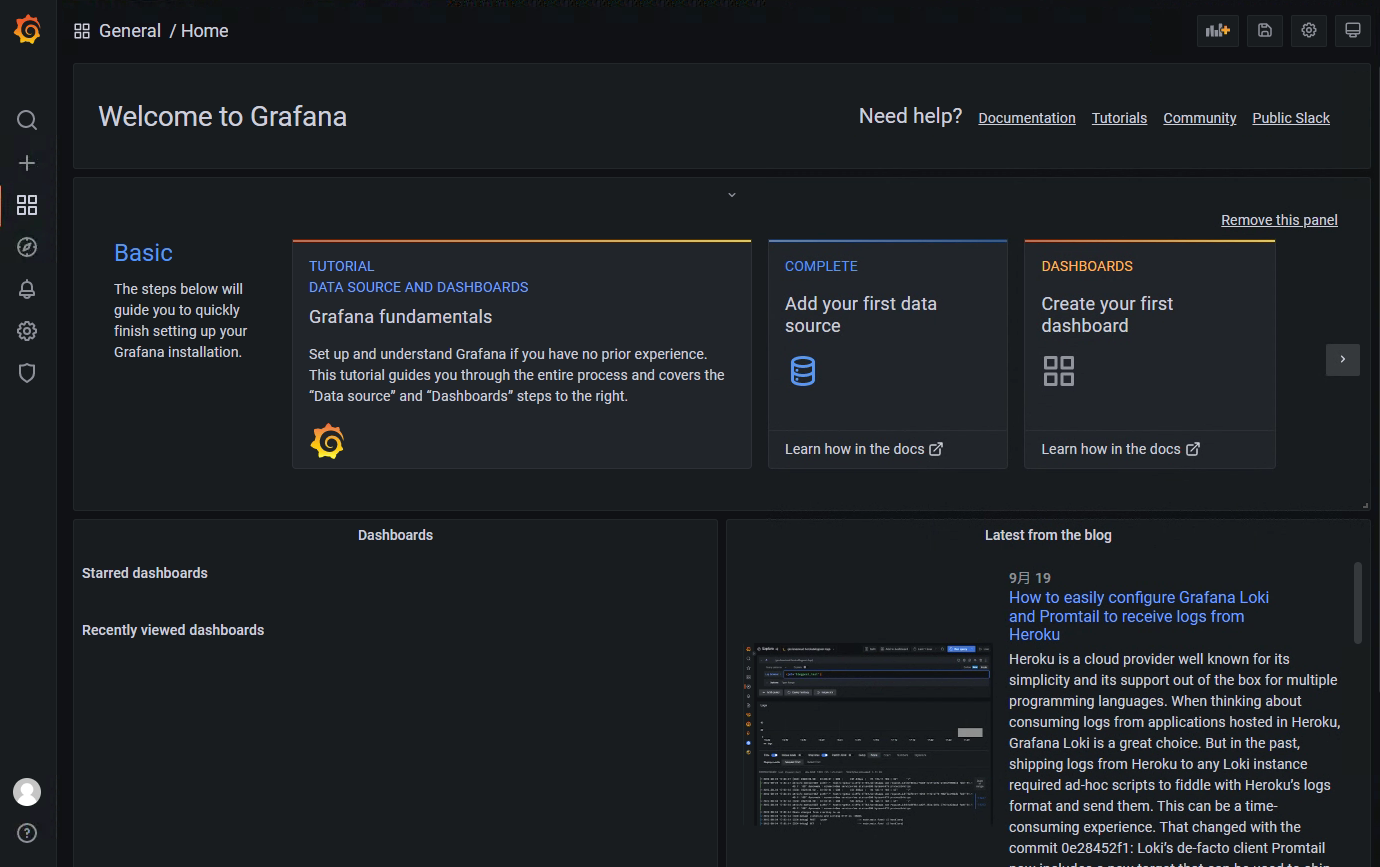 General / Home
Welcome to Grafana
Need help? Documentation Tutorials Community Public Slack
Remove this panel
Basic
The steps below will
guide you to quickly
finish setting up your
Grafana installation.
TUTORIAL
DATA SOURCE AND DASHBOARDS
Grafana fundamentals
Set up and understand Grafana if you have no prior experience.
This tutorial guides you through the entire process and covers the
“Data source” and “Dashboards” steps to the right.
COMPLETE
Add your first data
source
Learn how in the docs
DASHBOARDS
Create your first
dashboard
Learn how in the docs
Dashboards
Starred dashboards
Recently viewed dashboards
Latest from the blog
9月 19
How to easily configure Grafana Loki
and Promtail to receive logs from
Heroku
Heroku is a cloud provider well known for its
simplicity and its support out of the box for multiple
programming languages. When thinking about
consuming logs from applications hosted in Heroku,
Grafana Loki is a great choice. But in the past,
shipping logs from Heroku to any Loki instance
required ad-hoc scripts to fiddle with Heroku’s logs
format and send them. This can be a time-
consuming experience. That changed with the
commit 0e28452f1: Loki’s de-facto client Promtail
now includes a new target that can be used to ship